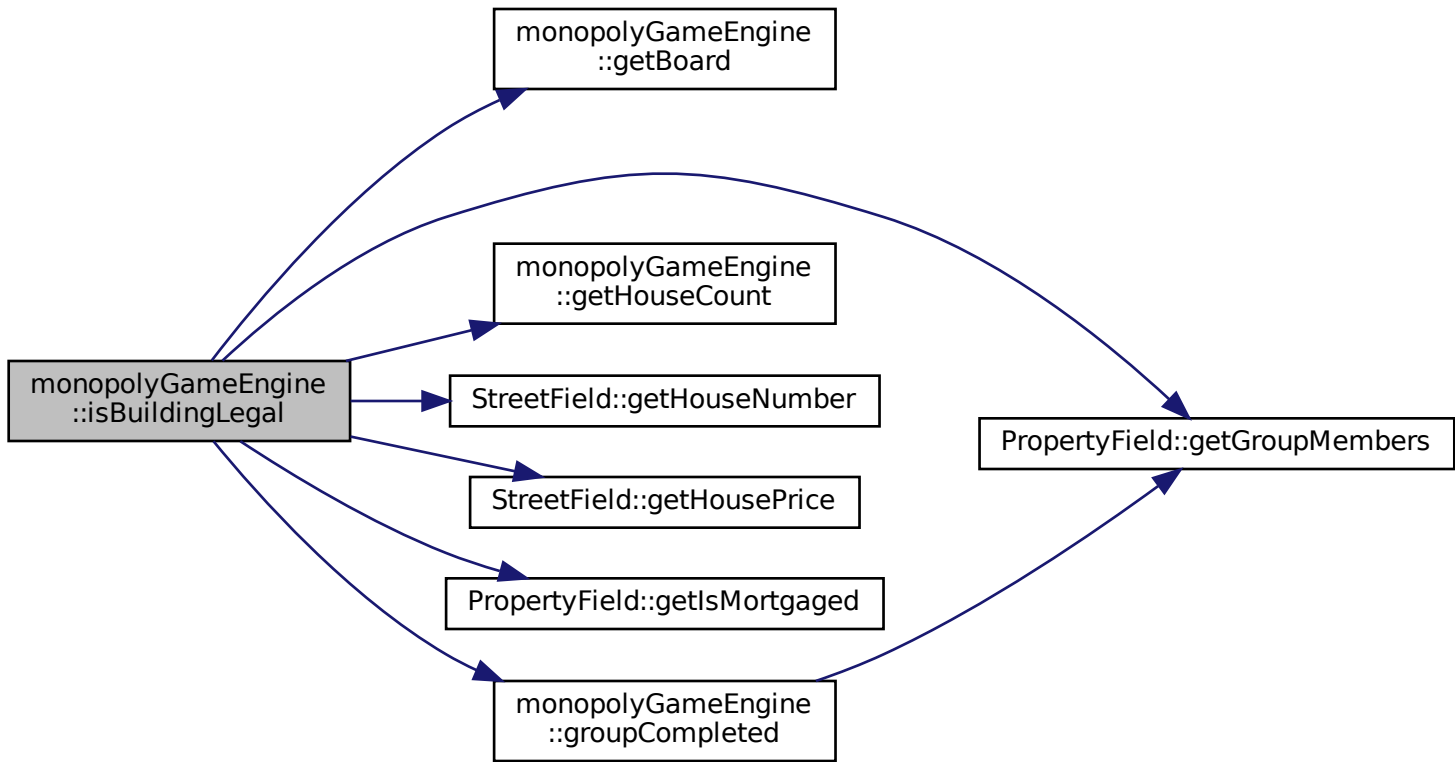 monopolyGameEngine
::getBoard
monopolyGameEngine
::getHouseCount
monopolyGameEngine
::isBuildingLegal
StreetField::getHouseNumber
PropertyField::getGroupMembers
StreetField::getHousePrice
PropertyField::getIsMortgaged
monopolyGameEngine
::groupCompleted